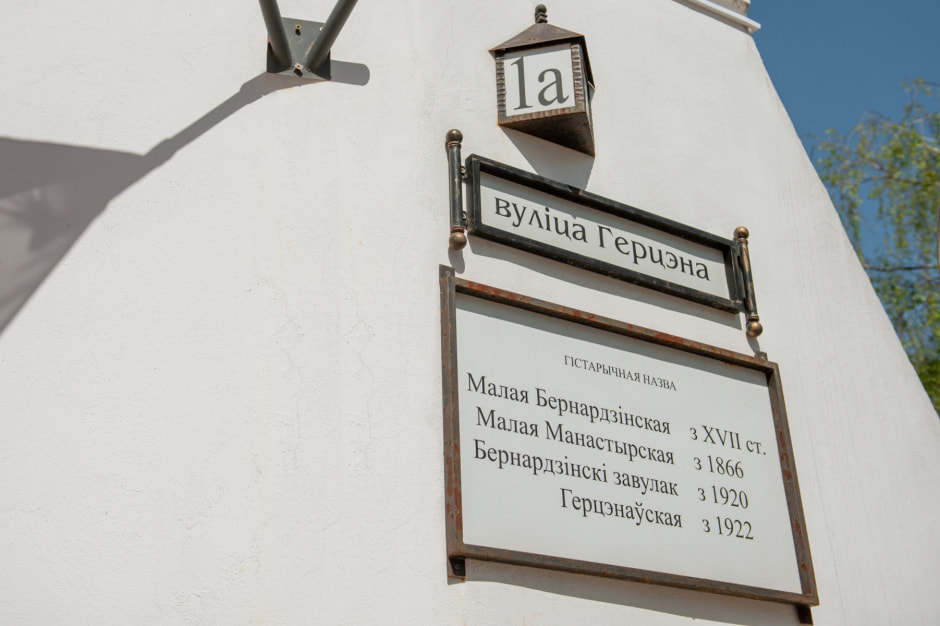 1а
вуліца Герцэна
ГІСТАРЫЧНАЯ НАЗВА
Малая Бернардзінская з XVII ст.
Малая Манастырская з 1866
Бернардзінскі завулак з 1920
Герцэнаўская з 1922